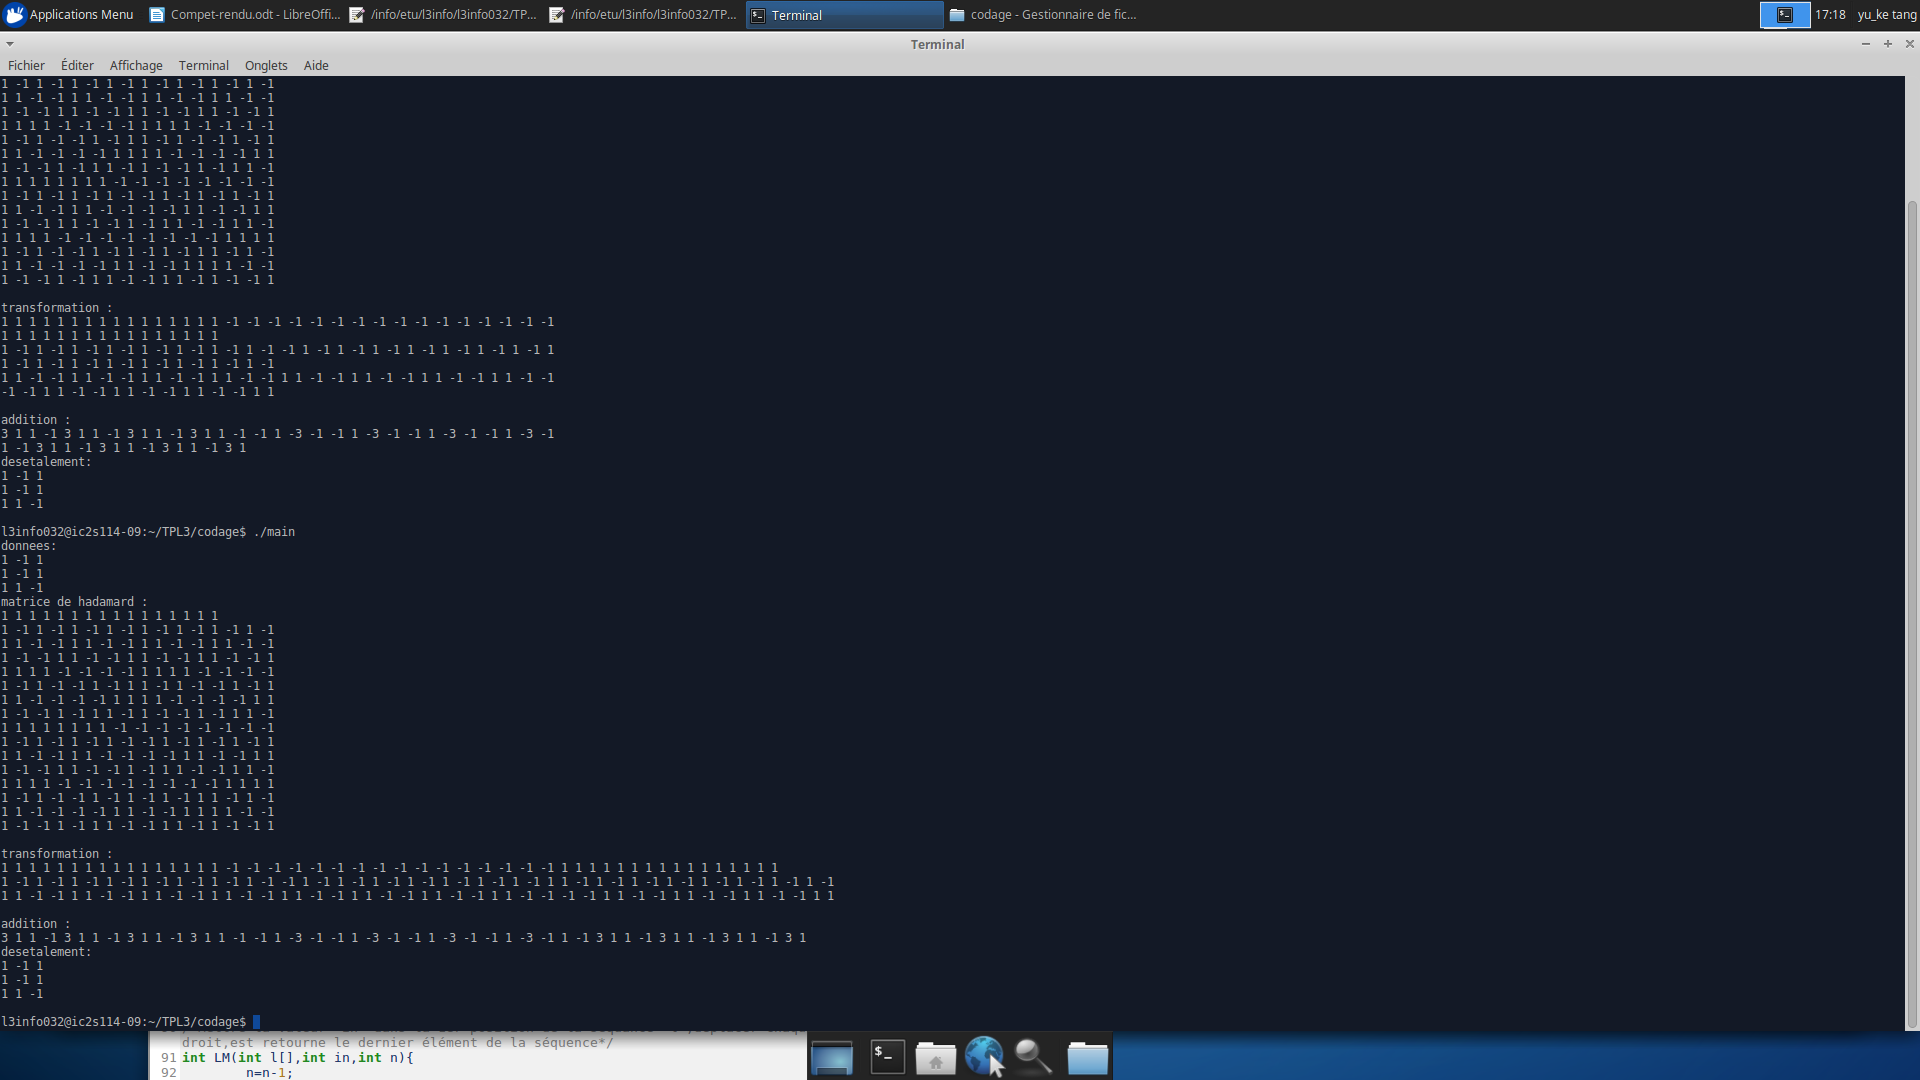 Applications Menu
Compet-rendu.odt - LibreOffi...
/info/etu/l3info/l3info032/TP...
/info/etu/l3info/l3info032/TP...
Terminal
codage - Gestionnaire de fic...
17:18
yu_ke tang
Terminal
Fichier Éditer Affichage Terminal Onglets Aide
1 -1 1 -1 1 -1 1 -1 1 -1 1 -1 1 -1 1 -1
1 1 -1 -1 1 1 -1 -1 1 1 -1 -1 1 1 -1 -1
1 -1 -1 1 1 -1 -1 1 1 -1 -1 1 1 -1 -1 1
1 1 1 1 -1 -1 -1 -1 1 1 1 1 -1 -1 -1 -1
1 -1 1 -1 -1 1 -1 1 1 -1 1 -1 -1 1 -1 1
1 1 -1 -1 -1 -1 1 1 1 1 -1 -1 -1 -1 1 1
1 -1 -1 1 -1 1 1 -1 1 -1 -1 1 -1 1 1 -1
1 1 1 1 1 1 1 1 -1 -1 -1 -1 -1 -1 -1 -1
1 -1 1 -1 1 -1 1 -1 -1 1 -1 1 -1 1 -1 1
1 1 -1 -1 1 1 -1 -1 -1 -1 1 1 -1 -1 1 1
1 -1 -1 1 1 -1 -1 1 -1 1 1 -1 -1 1 1 -1
1 1 1 1 -1 -1 -1 -1 -1 -1 -1 -1 1 1 1 1
1 -1 1 -1 -1 1 -1 1 -1 1 -1 1 1 -1 1 -1
1 1 -1 -1 -1 -1 1 1 -1 -1 1 1 1 1 -1 -1
1 -1 -1 1 -1 1 1 -1 -1 1 1 -1 1 -1 -1 1
transformation :
1 1 1 1 1 1 1 1 1 1 1 1 1 1 1 1 -1 -1 -1 -1 -1 -1 -1 -1 -1 -1 -1 -1 -1 -1 -1 -1
1 1 1 1 1 1 1 1 1 1 1 1 1 1 1 1
1 -1 1 -1 1 -1 1 -1 1 -1 1 -1 1 -1 1 -1 -1 1 -1 1 -1 1 -1 1 -1 1 -1 1 -1 1 -1 1
1 -1 1 -1 1 -1 1 -1 1 -1 1 -1 1 -1 1 -1
1 1 -1 -1 1 1 -1 -1 1 1 -1 -1 1 1 -1 -1 1 1 -1 -1 1 1 -1 -1 1 1 -1 -1 1 1 -1 -1
-1 -1 1 1 -1 -1 1 1 -1 -1 1 1 -1 -1 1 1
addition :
3 1 1 -1 3 1 1 -1 3 1 1 -1 3 1 1 -1 -1 1 -3 -1 -1 1 -3 -1 -1 1 -3 -1 -1 1 -3 -1
1 -1 3 1 1 -1 3 1 1 -1 3 1 1 -1 3 1
desetalement:
1 -1 1
1 -1 1
1 1 -1
l3info032@ic2s114-09:~/TPL3/codage$ ./main
donnees:
1 -1 1
1 -1 1
1 1 -1
matrice de hadamard :
1 1 1 1 1 1 1 1 1 1 1 1 1 1 1 1
1 -1 1 -1 1 -1 1 -1 1 -1 1 -1 1 -1 1 -1
1 1 -1 -1 1 1 -1 -1 1 1 -1 -1 1 1 -1 -1
1 -1 -1 1 1 -1 -1 1 1 -1 -1 1 1 -1 -1 1
1 1 1 1 -1 -1 -1 -1 1 1 1 1 -1 -1 -1 -1
1 -1 1 -1 -1 1 -1 1 1 -1 1 -1 -1 1 -1 1
1 1 -1 -1 -1 -1 1 1 1 1 -1 -1 -1 -1 1 1
1 -1 -1 1 -1 1 1 -1 1 -1 -1 1 -1 1 1 -1
1 1 1 1 1 1 1 1 -1 -1 -1 -1 -1 -1 -1 -1
1 -1 1 -1 1 -1 1 -1 -1 1 -1 1 -1 1 -1 1
1 1 -1 -1 1 1 -1 -1 -1 -1 1 1 -1 -1 1 1
1 -1 -1 1 1 -1 -1 1 -1 1 1 -1 -1 1 1 -1
1 1 1 1 -1 -1 -1 -1 -1 -1 -1 -1 1 1 1 1
1 -1 1 -1 -1 1 -1 1 -1 1 -1 1 1 -1 1 -1
1 1 -1 -1 -1 -1 1 1 -1 -1 1 1 1 1 -1 -1
1 -1 -1 1 -1 1 1 -1 -1 1 1 -1 1 -1 -1 1
transformation :
1 1 1 1 1 1 1 1 1 1 1 1 1 1 1 1 -1 -1 -1 -1 -1 -1 -1 -1 -1 -1 -1 -1 -1 -1 -1 -1 1 1 1 1 1 1 1 1 1 1 1 1 1 1 1 1
1 -1 1 -1 1 -1 1 -1 1 -1 1 -1 1 -1 1 -1 -1 1 -1 1 -1 1 -1 1 -1 1 -1 1 -1 1 -1 1 1 -1 1 -1 1 -1 1 -1 1 -1 1 -1 1 -1 1 -1
1 1 -1 -1 1 1 -1 -1 1 1 -1 -1 1 1 -1 -1 1 1 -1 -1 1 1 -1 -1 1 1 -1 -1 1 1 -1 -1 -1 -1 1 1 -1 -1 1 1 -1 -1 1 1 -1 -1 1 1
addition :
3 1 1 -1 3 1 1 -1 3 1 1 -1 3 1 1 -1 -1 1 -3 -1 -1 1 -3 -1 -1 1 -3 -1 -1 1 -3 -1 1 -1 3 1 1 -1 3 1 1 -1 3 1 1 -1 3 1
desetalement:
1 -1 1
1 -1 1
1 1 -1
l3info032@ic2s114-09:~/TPL3/codage$
droit,est retourne le dernier élément de la séquence*/
91 int LM(int l[],int in,int n){
92 n=n-1;